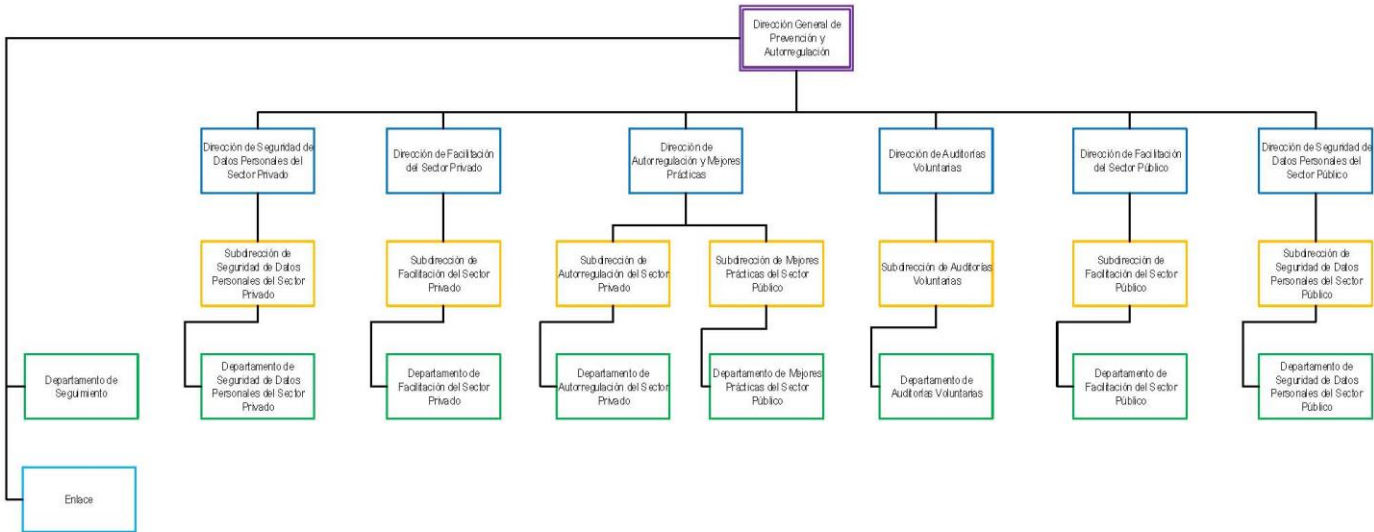 Dirección General de
Prevención y
Autorregulación
Dirección de Seguridad de
Datos Personales del
Sector Privado
Dirección de Facilitación
del Sector Privado
Dirección de
Autorregulación y Mejores
Prácticas
Dirección de Auditorías
Voluntarias
Dirección de Facilitación
del Sector Público
Dirección de Seguridad de
Datos Personales del
Sector Público
Subdirección de
Seguridad de Datos
Personales del Sector
Privado
Subdirección de
Facilitación del Sector
Privado
Subdirección de
Autorregulación del Sector
Privado
Subdirección de Mejores
Prácticas del Sector
Público
Subdirección de Auditorías
Voluntarias
Subdirección de
Facilitación del Sector
Público
Subdirección de
Seguridad de Datos
Personales del Sector
Público
Departamento de
Seguimiento
Departamento de
Seguridad de Datos
Personales del Sector
Privado
Departamento de
Facilitación del Sector
Privado
Departamento de
Autorregulación del Sector
Privado
Departamento de Mejores
Prácticas del Sector
Público
Departamento de
Auditorías Voluntarias
Departamento de
Facilitación del Sector
Público
Departamento de
Seguridad de Datos
Personales del Sector
Público
Enlace